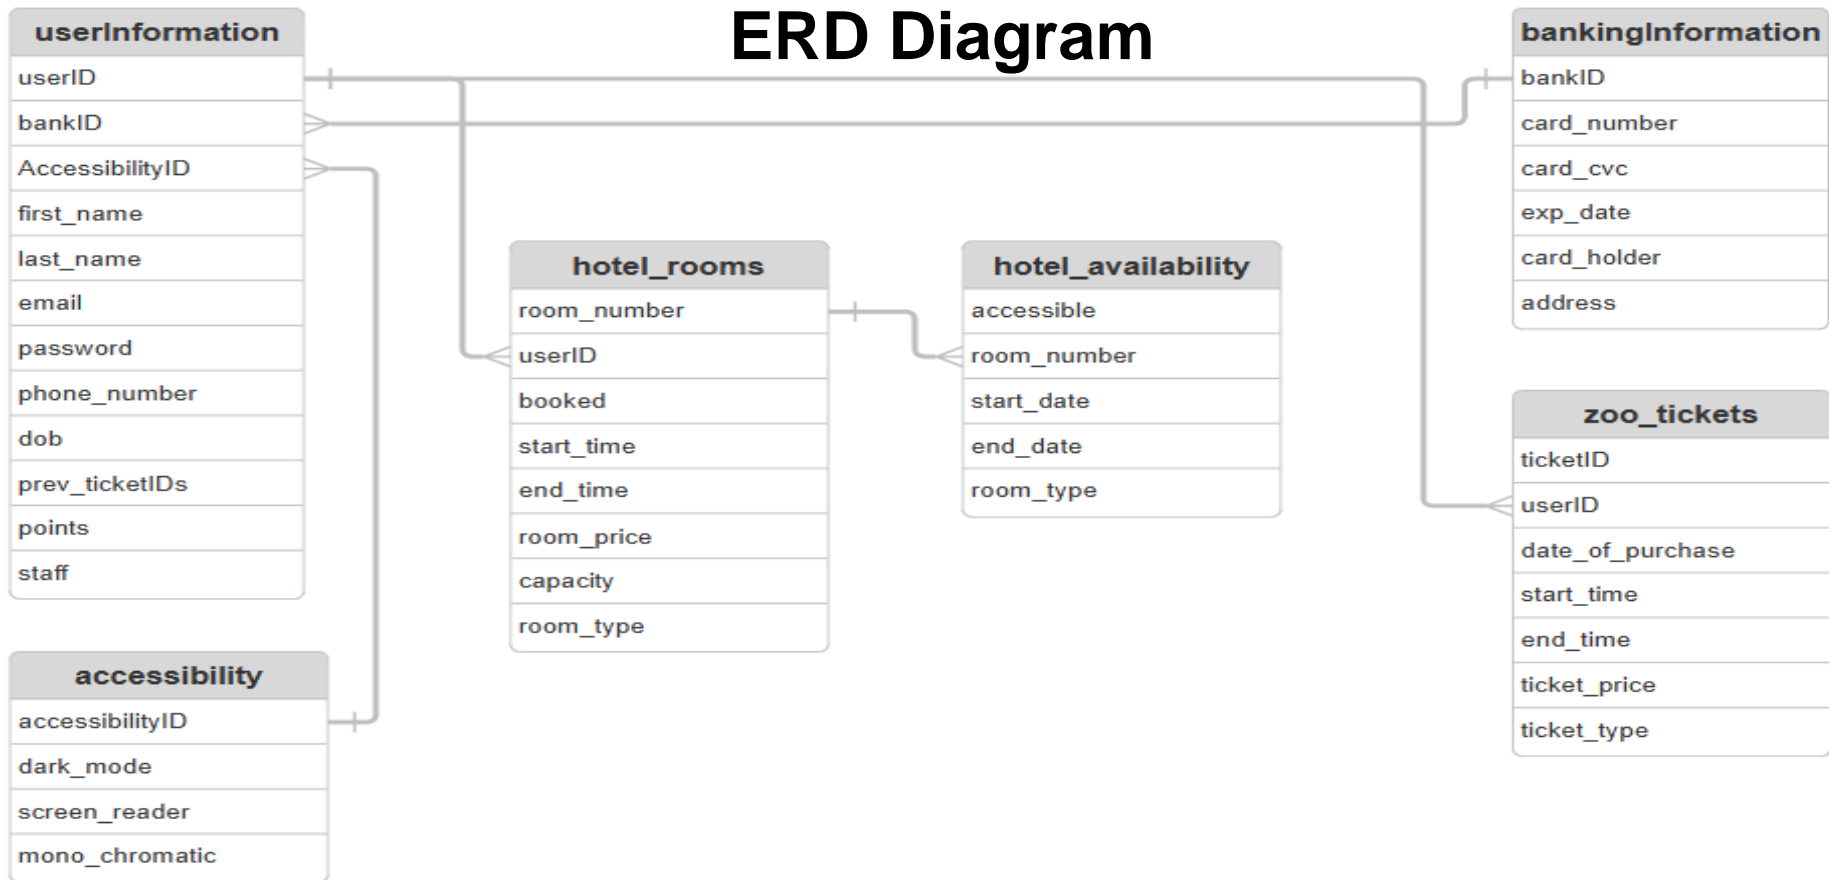 ERD Diagram
userInformation
userID
bankID
AccessibilityID
first_name
last_name
email
password
phone_number
dob
prev_ticketIDs
points
staff
accessibility
accessibilityID
dark_mode
screen_reader
mono_chromatic
hotel_rooms
room_number
userID
booked
start_time
end_time
room_price
capacity
room_type
hotel_availability
accessible
room_number
start_date
end_date
room_type
bankingInformation
bankID
card_number
card_cvc
exp_date
card_holder
address
zoo_tickets
ticketID
userID
date_of_purchase
start_time
end_time
ticket_price
ticket_type